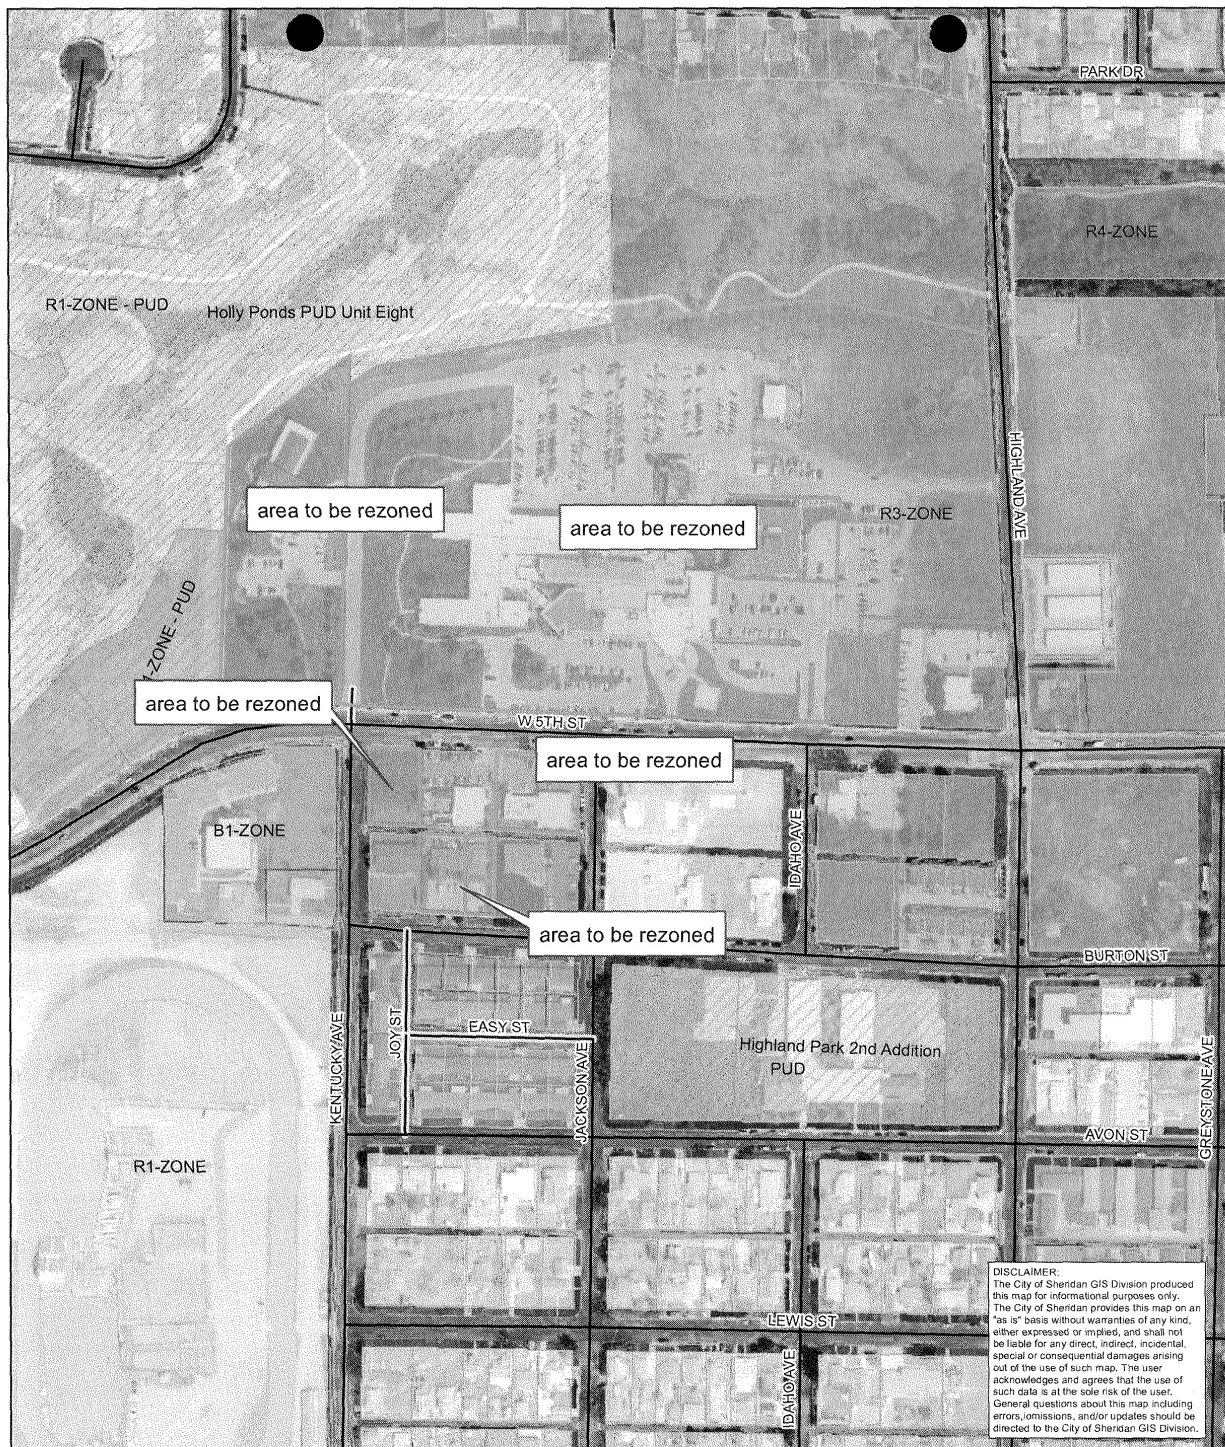 PARK DR
R4-ZONE
R1-ZONE - PUD
Holly Ponds PUD Unit Eight
HIGHLAND AVE
area to be rezoned
area to be rezoned
R3-ZONE
-ZONE - PUD
area to be rezoned
W 5TH ST
area to be rezoned
B1-ZONE
IDAHO AVE
area to be rezoned
BURTON ST
KENTUCKY AVE
JOY ST
EASY ST
JACKSON AVE
Highland Park 2nd Addition
PUD
GREYSTONE AVE
AVON ST
R1-ZONE
LEWIS ST
IDAHO AVE
DISCLAIMER:
The City of Sheridan GIS Division produced
this map for informational purposes only.
The City of Sheridan provides this map on an
"as is" basis without warranties of any kind,
either expressed or implied, and shall not
be liable for any direct, indirect, incidental,
special or consequential damages arising
out of the use of such map. The user
acknowledges and agrees that the use of
such data is at the sole risk of the user.
General questions about this map including
errors, omissions, and/or updates should be
directed to the City of Sheridan GIS Division.